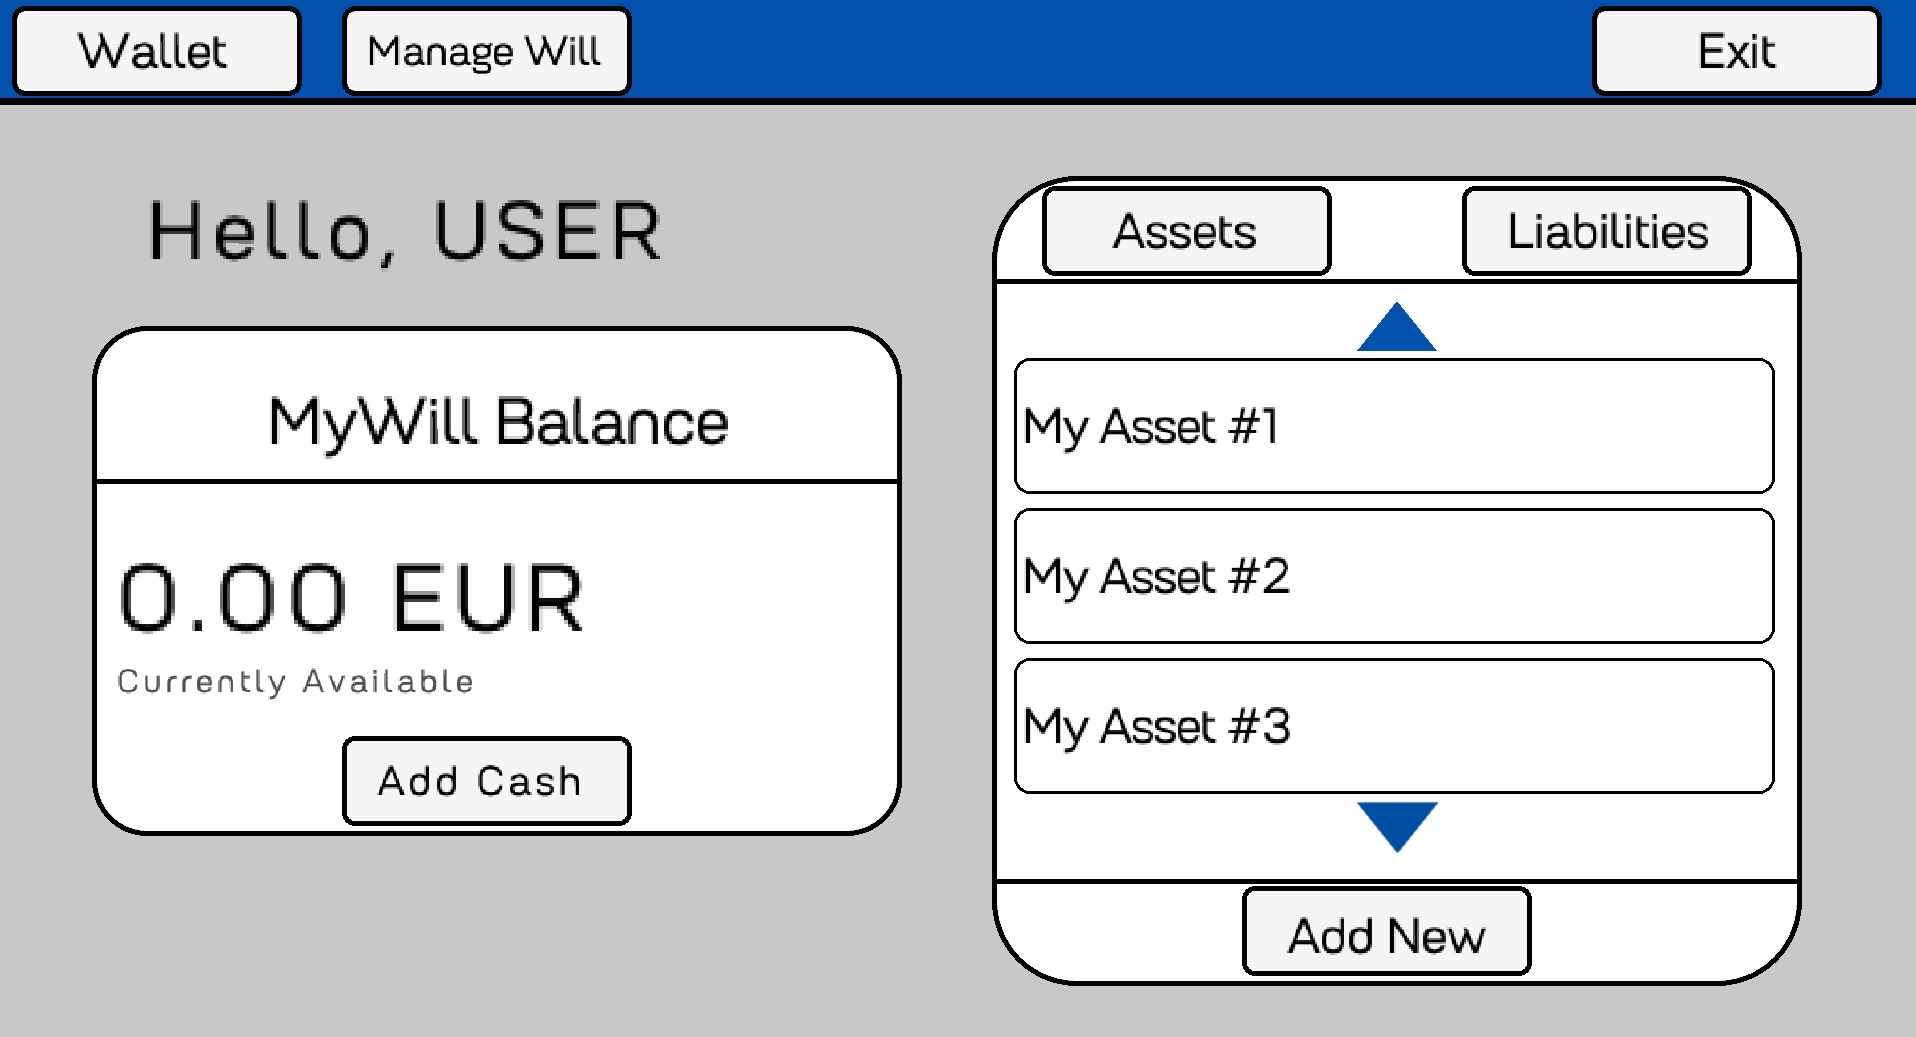 Wallet
Manage Will
Exit
Hello, USER
MyWill Balance
0.00 EUR
Currently Available
Add Cash
Assets
Liabilities
My Asset #1
My Asset #2
My Asset #3
Add New